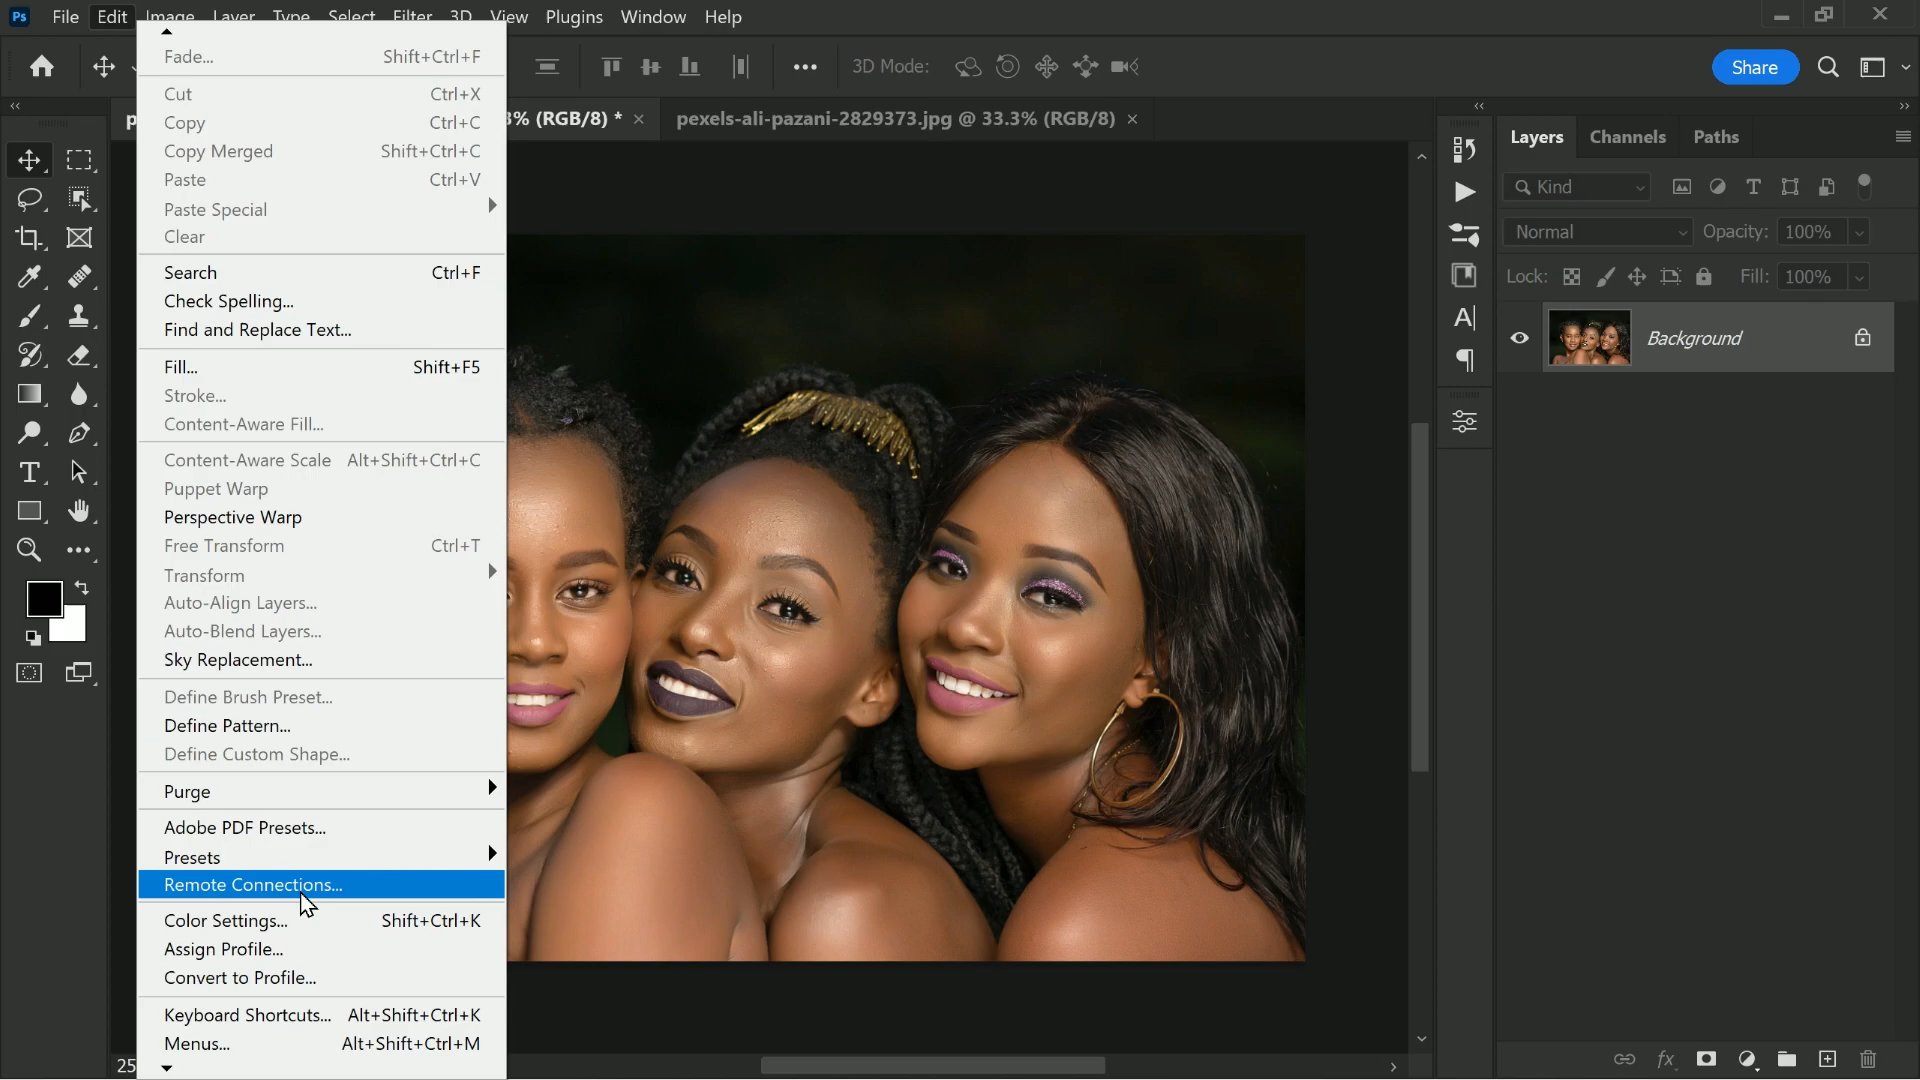 Ps File Edit Image Layer Type Select Filter 3D View Plugins Window Help
3D Mode: Share
8% (RGB/8) * × pexels-ali-pazani-2829373.jpg @ 33.3% (RGB/8) ×
Fade... Shift+Ctrl+F
Cut Ctrl+X
Copy Ctrl+C
Copy Merged Shift+Ctrl+C
Paste Ctrl+V
Paste Special
Clear
Search Ctrl+F
Check Spelling...
Find and Replace Text...
Fill... Shift+F5
Stroke...
Content-Aware Fill...
Content-Aware Scale Alt+Shift+Ctrl+C
Puppet Warp
Perspective Warp
Free Transform Ctrl+T
Transform
Auto-Align Layers...
Auto-Blend Layers...
Sky Replacement...
Define Brush Preset...
Define Pattern...
Define Custom Shape...
Purge
Adobe PDF Presets...
Presets
Remote Connections...
Color Settings... Shift+Ctrl+K
Assign Profile...
Convert to Profile...
Keyboard Shortcuts... Alt+Shift+Ctrl+K
Menus... Alt+Shift+Ctrl+M
25
Layers Channels Paths
Kind
Normal Opacity: 100%
Lock: Fill: 100%
Background
fx